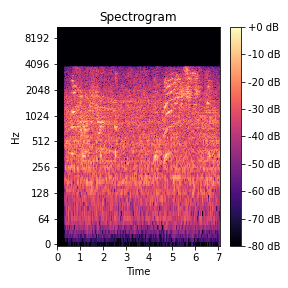 Spectrogram
8192
4096
2048
1024
512
256
128
64
0
Hz
0 1 2 3 4 5 6 7
Time
+0 dB
-10 dB
-20 dB
-30 dB
-40 dB
-50 dB
-60 dB
-70 dB
-80 dB